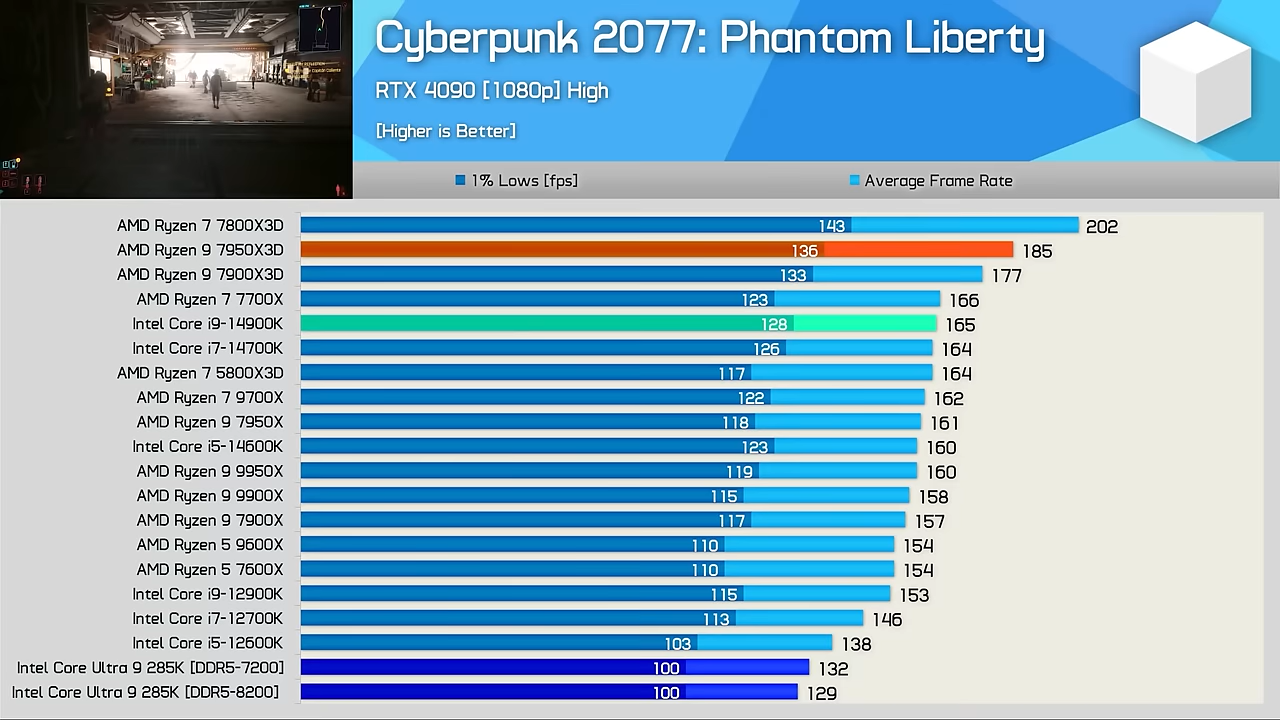 Cyberpunk 2077: Phantom Liberty
RTX 4090 [1080p] High
[Higher is Better]
1% Lows [fps]
Average Frame Rate
AMD Ryzen 7 7800X3D 143 202
AMD Ryzen 9 7950X3D 136 185
AMD Ryzen 9 7900X3D 133 177
AMD Ryzen 7 7700X 123 166
Intel Core i9-14900K 128 165
Intel Core i7-14700K 126 164
AMD Ryzen 7 5800X3D 117 164
AMD Ryzen 7 9700X 122 162
AMD Ryzen 9 7950X 118 161
Intel Core i5-14600K 123 160
AMD Ryzen 9 9950X 119 160
AMD Ryzen 9 9900X 115 158
AMD Ryzen 9 7900X 117 157
AMD Ryzen 5 9600X 110 154
AMD Ryzen 5 7600X 110 154
Intel Core i9-12900K 115 153
Intel Core i7-12700K 113 146
Intel Core i5-12600K 103 138
Intel Core Ultra 9 285K [DDR5-7200] 100 132
Intel Core Ultra 9 285K [DDR5-8200] 100 129